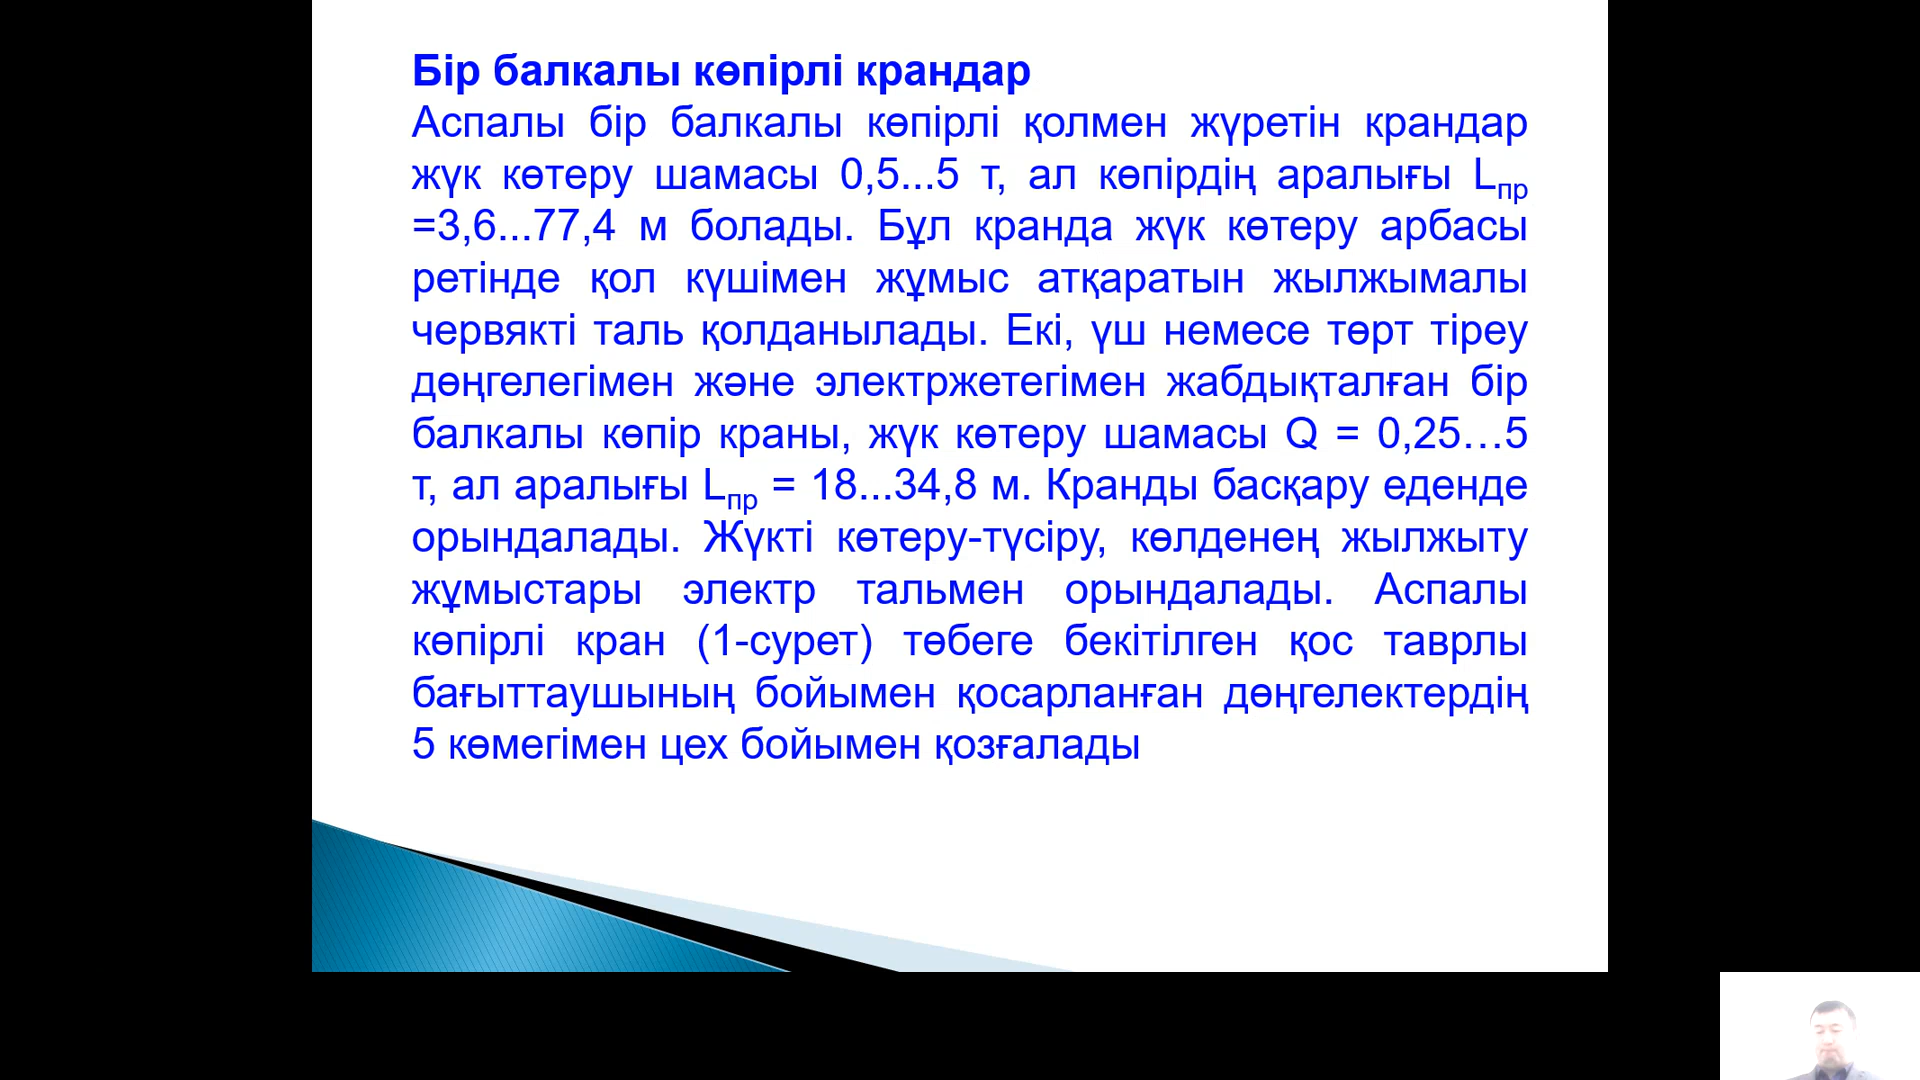 Бір балкалы көпірлі крандар
Аспалы бір балкалы көпірлі қолмен жүретін крандар
жүк көтеру шамасы 0,5...5 т, ал көпірдің аралығы Lпр
=3,6...77,4 м болады. Бұл кранда жүк көтеру арбасы
ретінде қол күшімен жұмыс атқаратын жылжымалы
червякті таль қолданылады. Екі, үш немесе төрт тіреу
дөңгелегімен және электржетегімен жабдықталған бір
балкалы көпір краны, жүк көтеру шамасы Q = 0,25…5
т, ал аралығы Lпр = 18...34,8 м. Кранды басқару еденде
орындалады. Жүкті көтеру-түсіру, көлденең жылжыту
жұмыстары электр тальмен орындалады. Аспалы
көпірлі кран (1-сурет) төбеге бекітілген қос таврлы
бағыттаушының бойымен қосарланған дөңгелектердің
5 көмегімен цех бойымен қозғалады